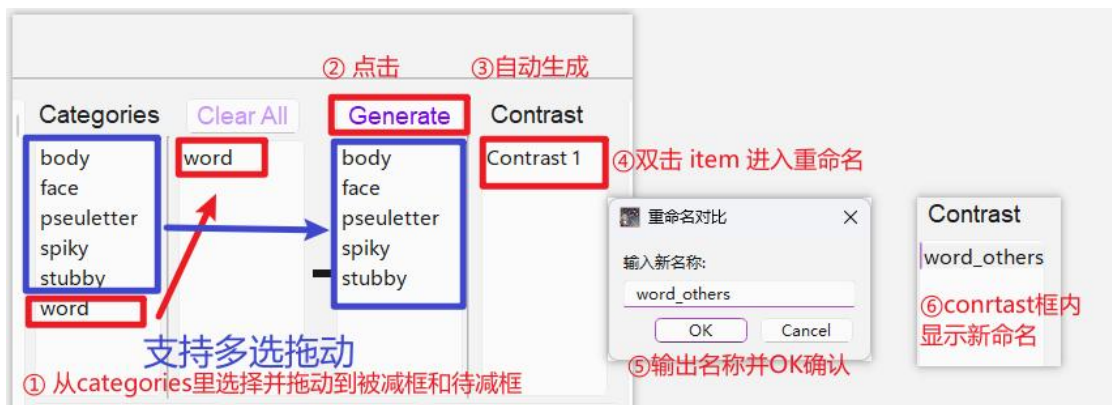 ② 点击
③自动生成
Categories
Clear All
Generate
Contrast
body
face
pseuletter
spiky
stubby
word
word
body
face
pseuletter
spiky
stubby
Contrast 1
④双击 item 进入重命名
重命名对比
输入新名称:
word_others
OK
Cancel
⑤输出名称并OK确认
Contrast
word_others
⑥conrtast框内
显示新命名
支持多选拖动
① 从categories里选择并拖动到被减框和待减框